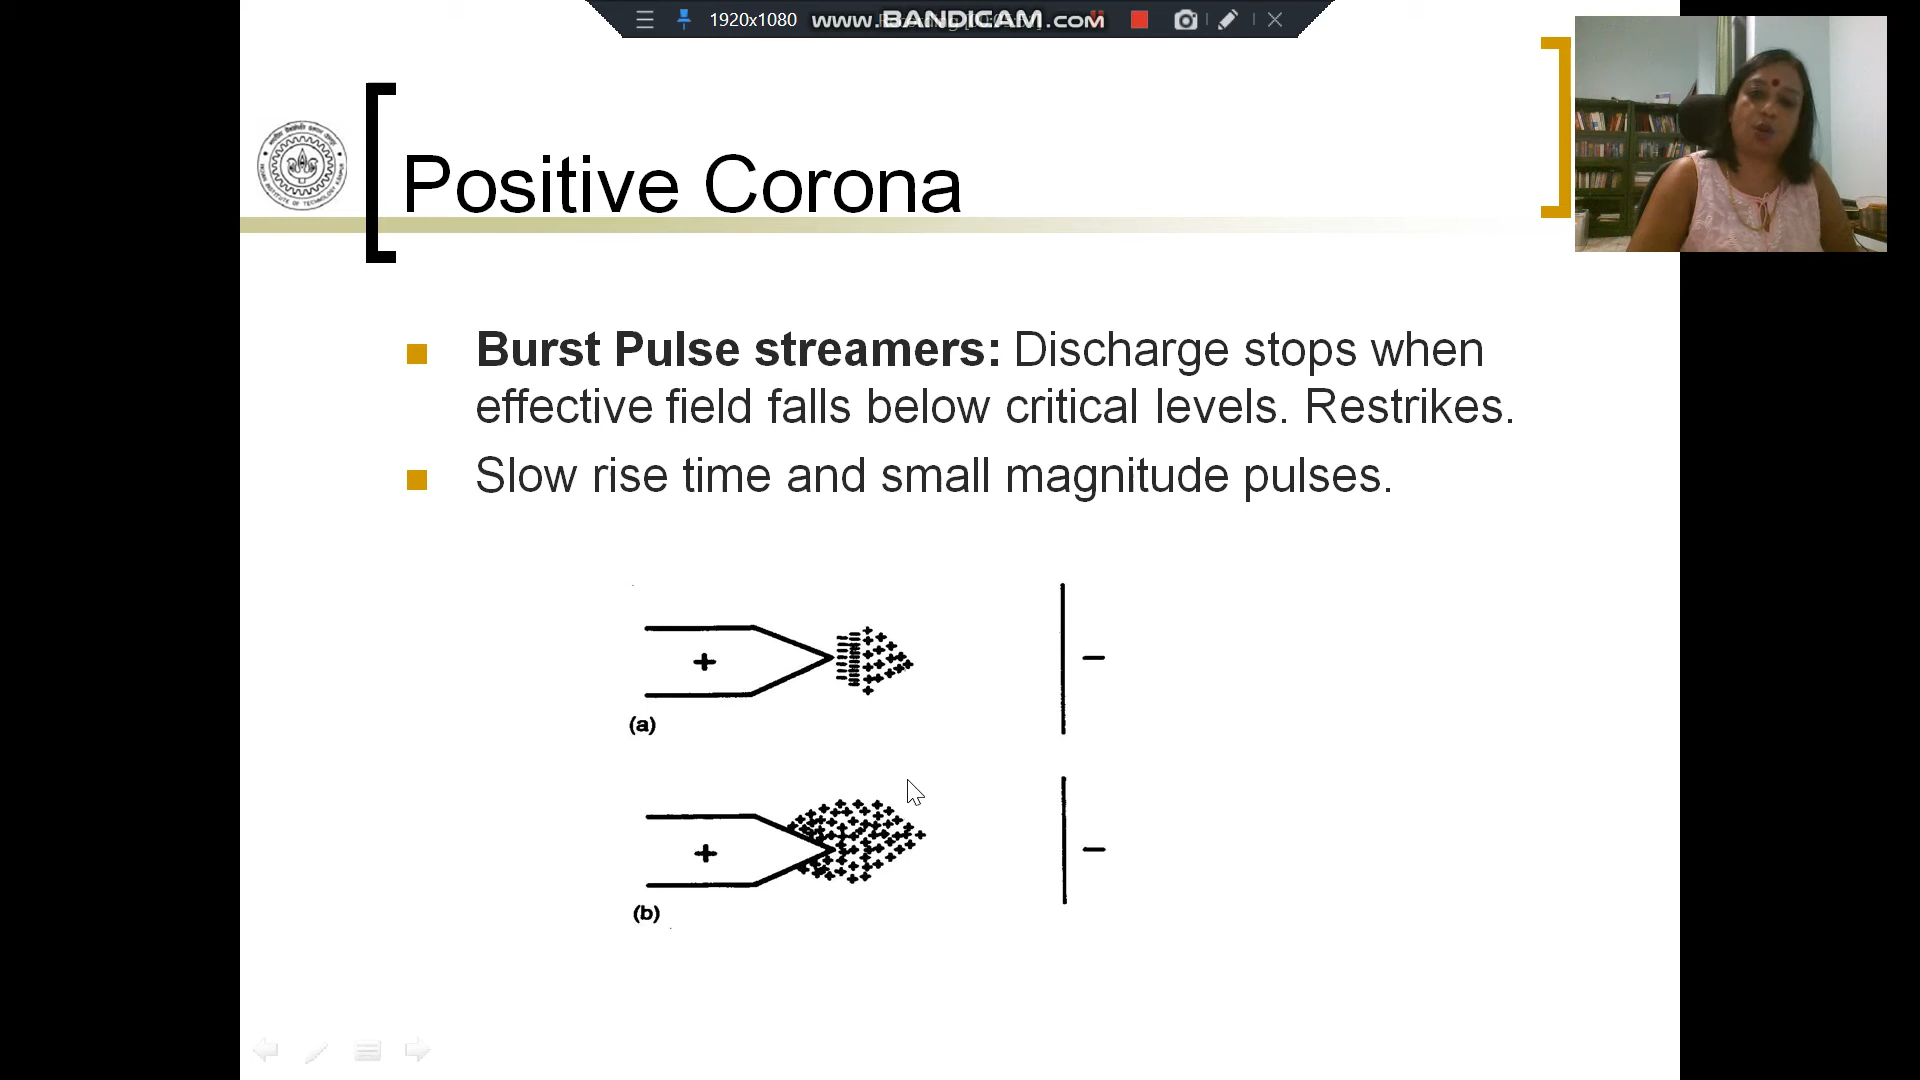 1920x1080
www.BANDICAM.com
Positive Corona
Burst Pulse streamers: Discharge stops when
effective field falls below critical levels. Restrikes.
Slow rise time and small magnitude pulses.
+
−
(a)
+
−
(b)